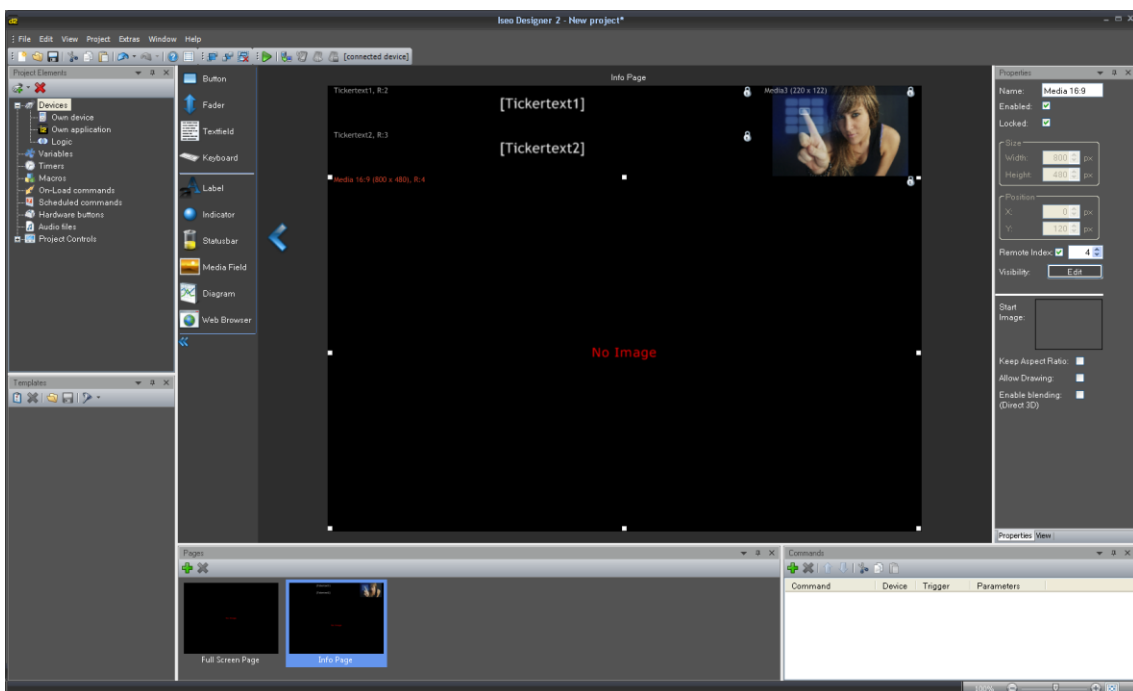 Iseo Designer 2 - New project*
File Edit View Project Extras Window Help
[connected device]
Project Elements
Devices
Own device
Own application
Logic
Variables
Timers
Macros
On-Load commands
Scheduled commands
Hardware buttons
Audio files
Project Controls
Templates
Button
Fader
Textfield
Keyboard
Label
Indicator
Statusbar
Media Field
Diagram
Web Browser
Info Page
Tickertext1, R:2
[Tickertext1]
Media3 (220 x 122)
Tickertext2, R:3
[Tickertext2]
Media 16:9 (800 x 480), R:4
No Image
Properties
Name: Media 16:9
Enabled:
Locked:
Size
Width: 800 px
Height: 480 px
Position
X: 0 px
Y: 120 px
Remote Index: 4
Visibility: Edit
Start
Image:
Keep Aspect Ratio:
Allow Drawing:
Enable blending:
(Direct 3D)
Properties View
Pages
Full Screen Page
Info Page
Commands
Command Device Trigger Parameters
100%